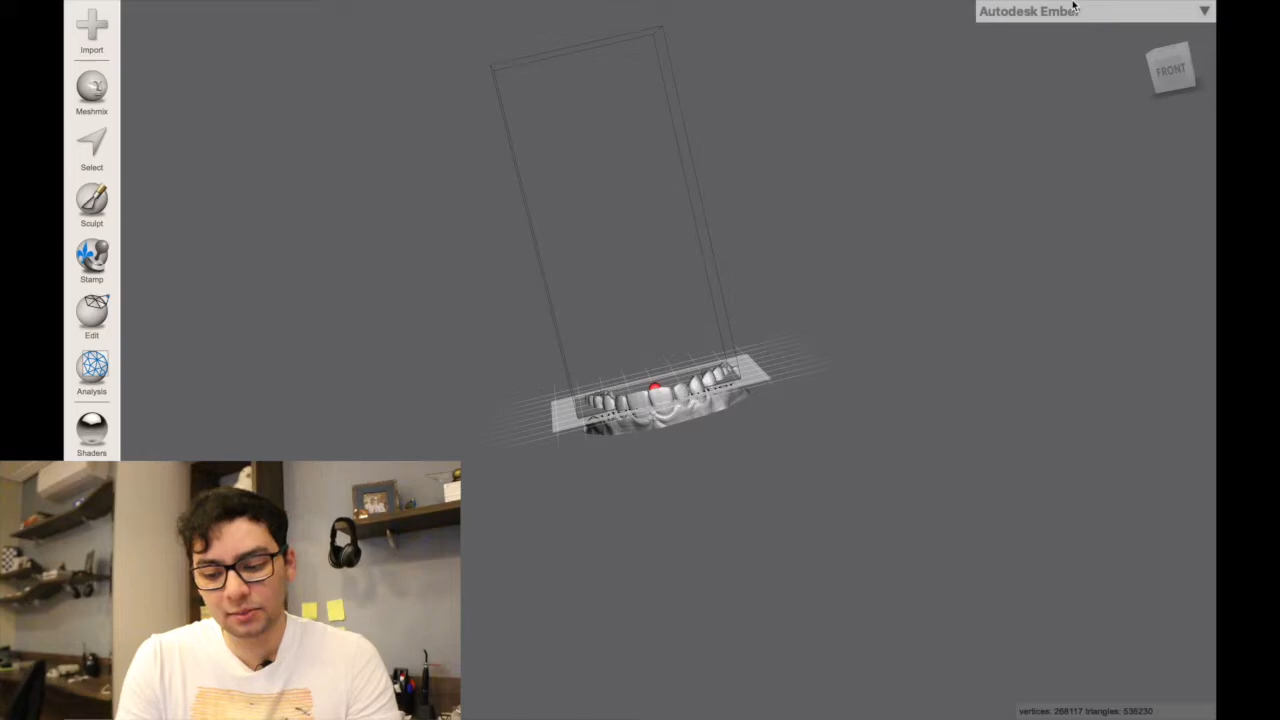 Autodesk Ember
Import
FRONT
Meshmix
Select
Sculpt
Stamp
Edit
Analysis
Shaders
vertices: 268117 triangles: 536230